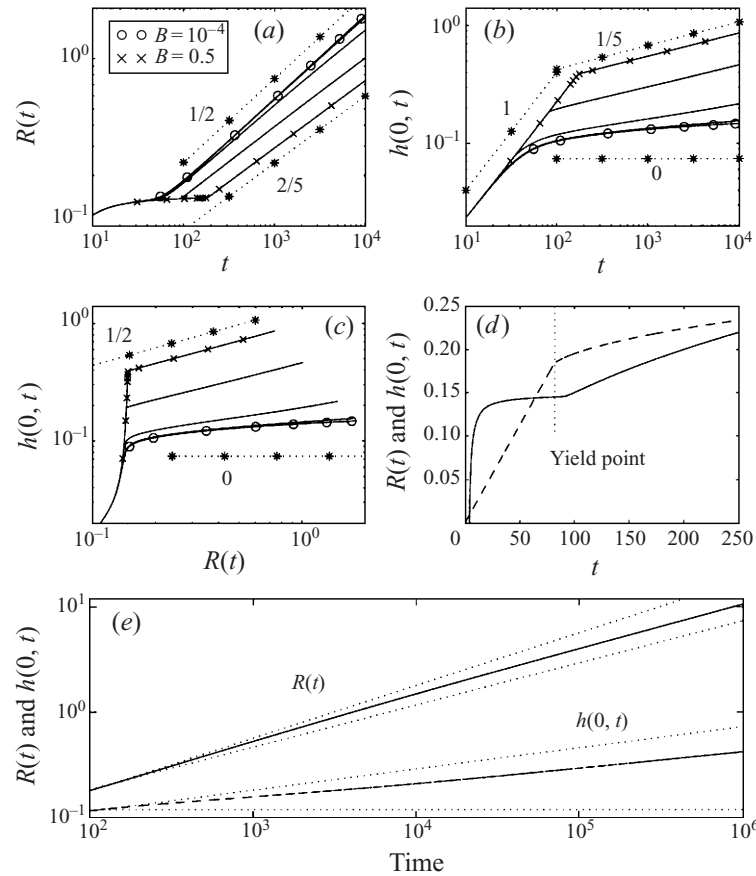 (a)
B = 10⁻⁴
B = 0.5
1/2
2/5
10⁰
10⁻¹
R(t)
10¹ 10² 10³ 10⁴
t
(b)
1/5
1
0
10⁰
10⁻¹
h(0, t)
10¹ 10² 10³ 10⁴
t
(c)
1/2
0
10⁰
10⁻¹
h(0, t)
10⁻¹ 10⁰
R(t)
(d)
Yield point
0.25
0.20
0.15
0.10
0.05
R(t) and h(0, t)
0 50 100 150 200 250
t
(e)
R(t)
h(0, t)
10¹
10⁰
10⁻¹
R(t) and h(0, t)
10² 10³ 10⁴ 10⁵ 10⁶
Time